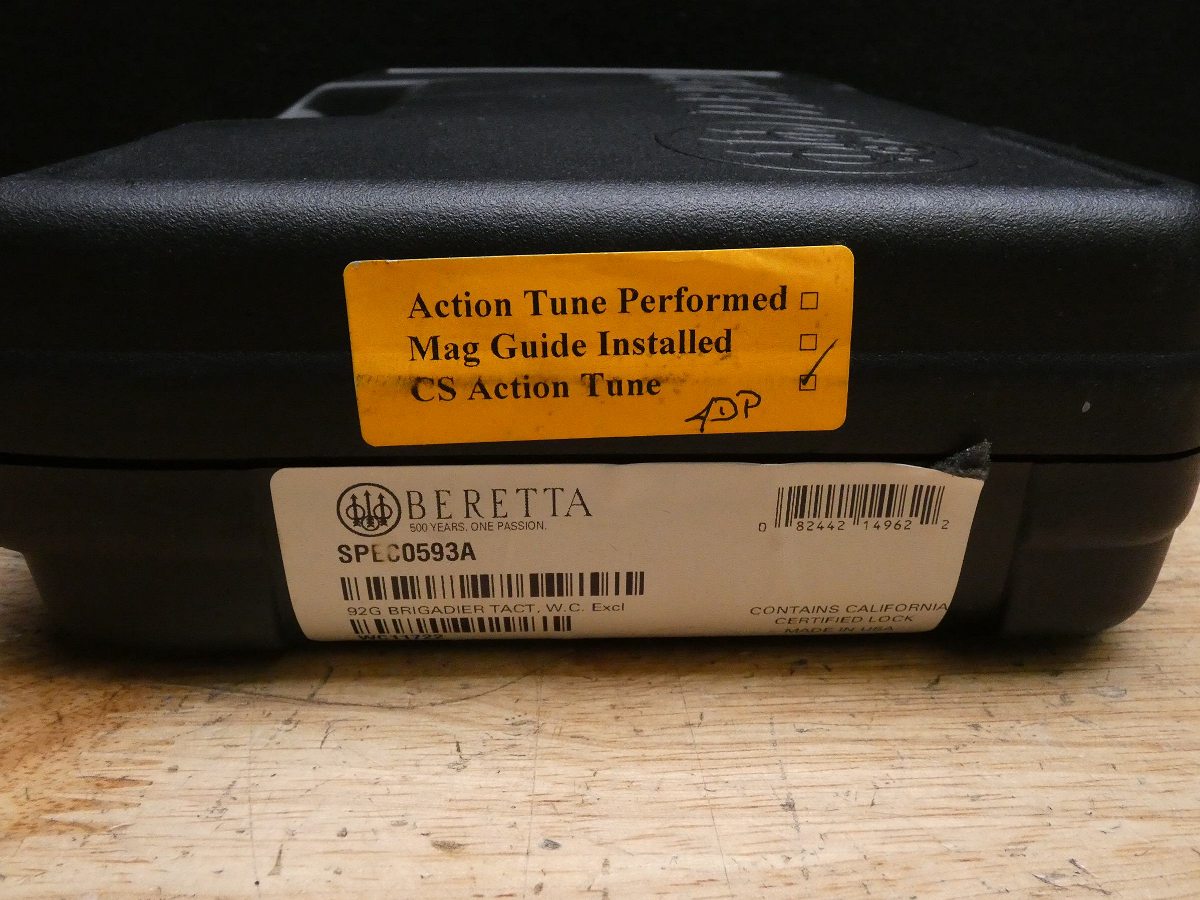 Action Tune Performed
Mag Guide Installed
CS Action Tune
ADP
BERETTA
500 YEARS. ONE PASSION.
SPEC0593A
0 82442 14962 2
92G BRIGADIER TACT, W.C. Excl
WC11722
CONTAINS CALIFORNIA
CERTIFIED LOCK
MADE IN USA